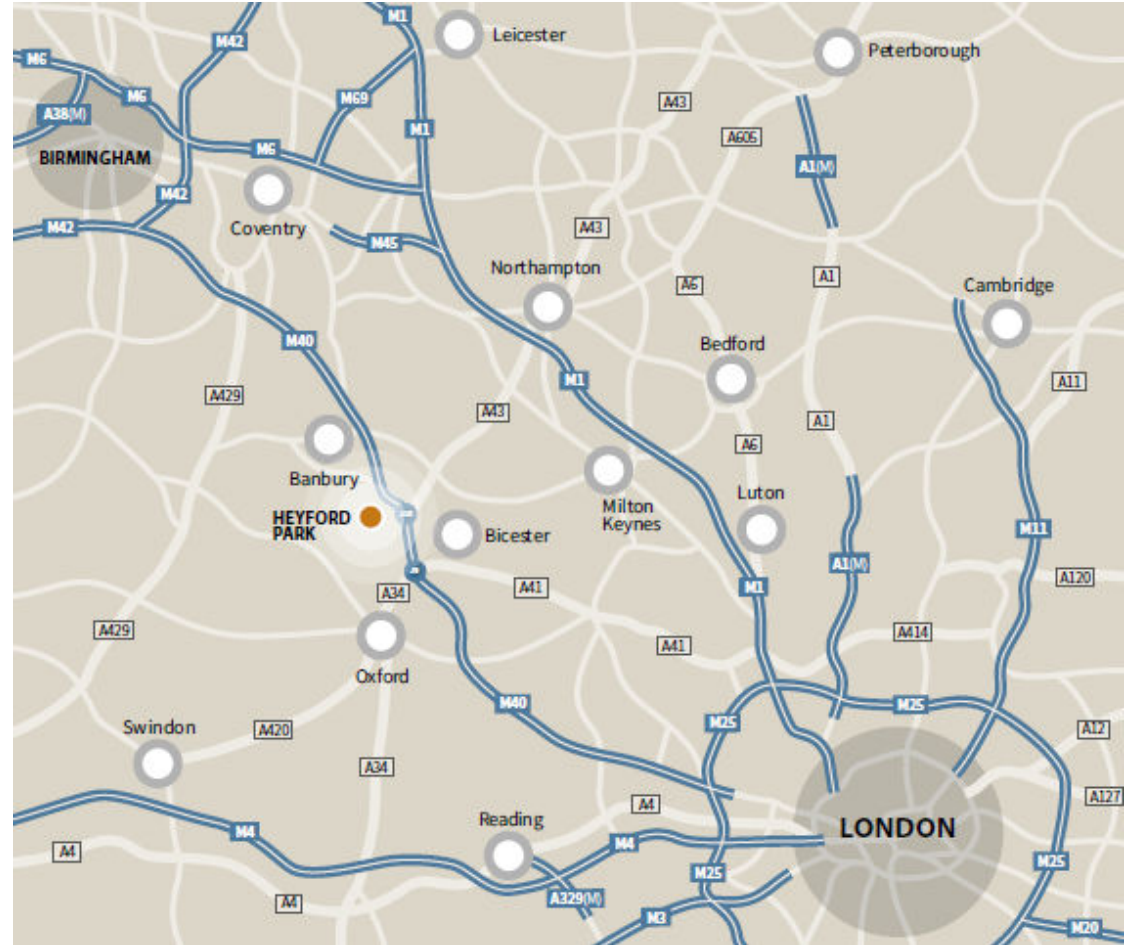 M1
Leicester
M42
Peterborough
M6
M6
M69
A43
A38(M)
M1
A605
BIRMINGHAM
M6
A1(M)
M42
M42
Coventry
M45
A43
Northampton
A1
A6
Cambridge
M40
Bedford
M1
A11
A429
A43
A1
A6
Banbury
Luton
Milton
Keynes
HEYFORD
PARK
Bicester
M11
A1(M)
A34
A41
M1
A120
A429
A414
A41
Oxford
M40
M25
Swindon
M25
A420
A12
A34
A127
A4
Reading
LONDON
M4
M4
A4
M25
M25
A329(M)
A4
M3
M20